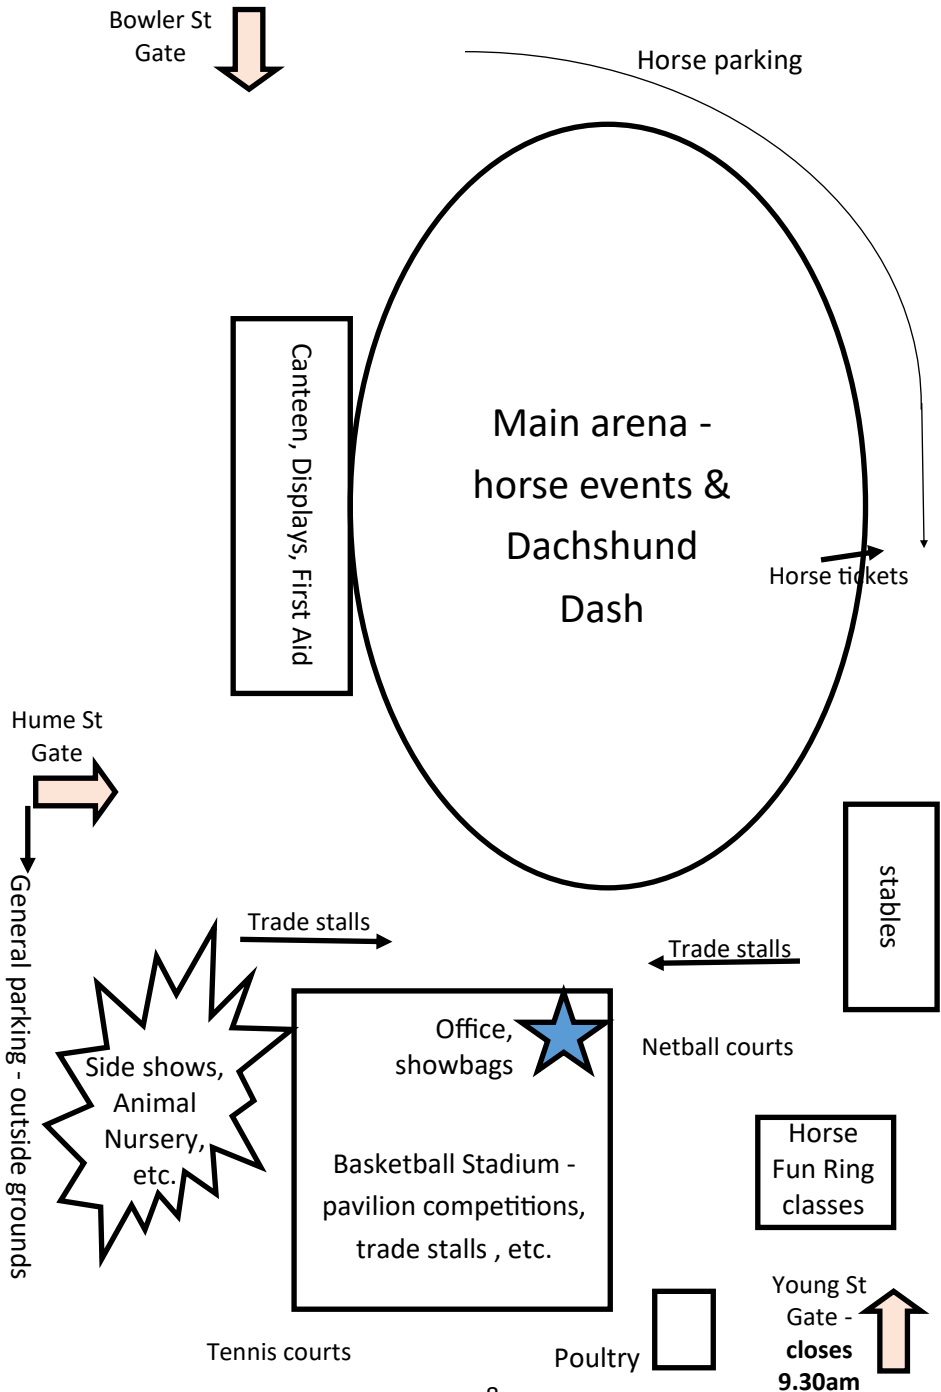 Bowler St
Gate
Horse parking
Canteen, Displays, First Aid
Main arena -
horse events &
Dachshund
Dash
Horse tickets
Hume St
Gate
General parking - outside grounds
stables
Trade stalls
Trade stalls
Office,
showbags
Netball courts
Side shows,
Animal
Nursery,
etc.
Basketball Stadium -
pavilion competitions,
trade stalls , etc.
Horse
Fun Ring
classes
Young St
Gate -
closes
9.30am
Tennis courts
Poultry